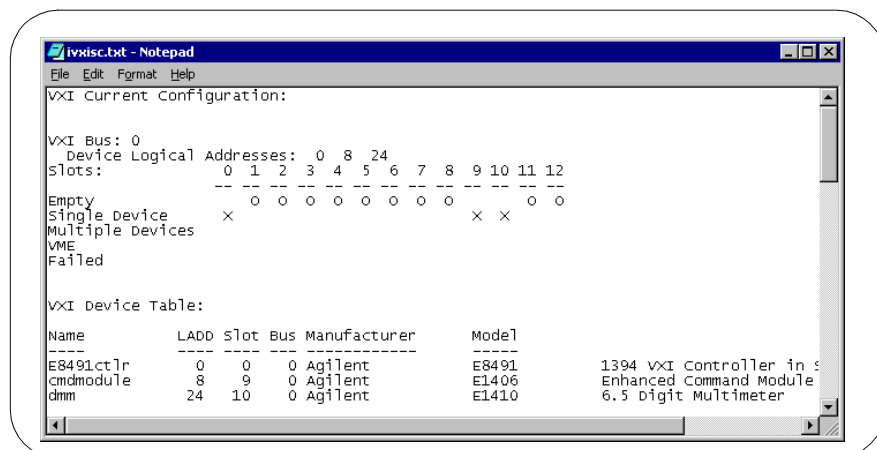 ivxisc.txt - Notepad
File Edit Format Help
VXI Current Configuration:
VXI Bus: 0
Device Logical Addresses: 0 8 24
Slots: 0 1 2 3 4 5 6 7 8 9 10 11 12
-- -- -- -- -- -- -- -- -- -- -- -- --
Empty o o o o o o o o o o
Single Device X X X
Multiple Devices
VME
Failed
VXI Device Table:
Name LADD Slot Bus Manufacturer Model
---- ---- ---- --- ------------ -----
E8491ctlr 0 0 0 Agilent E8491 1394 VXI Controller in
cmdmodule 8 9 0 Agilent E1406 Enhanced Command Module
dmm 24 10 0 Agilent E1410 6.5 Digit Multimeter